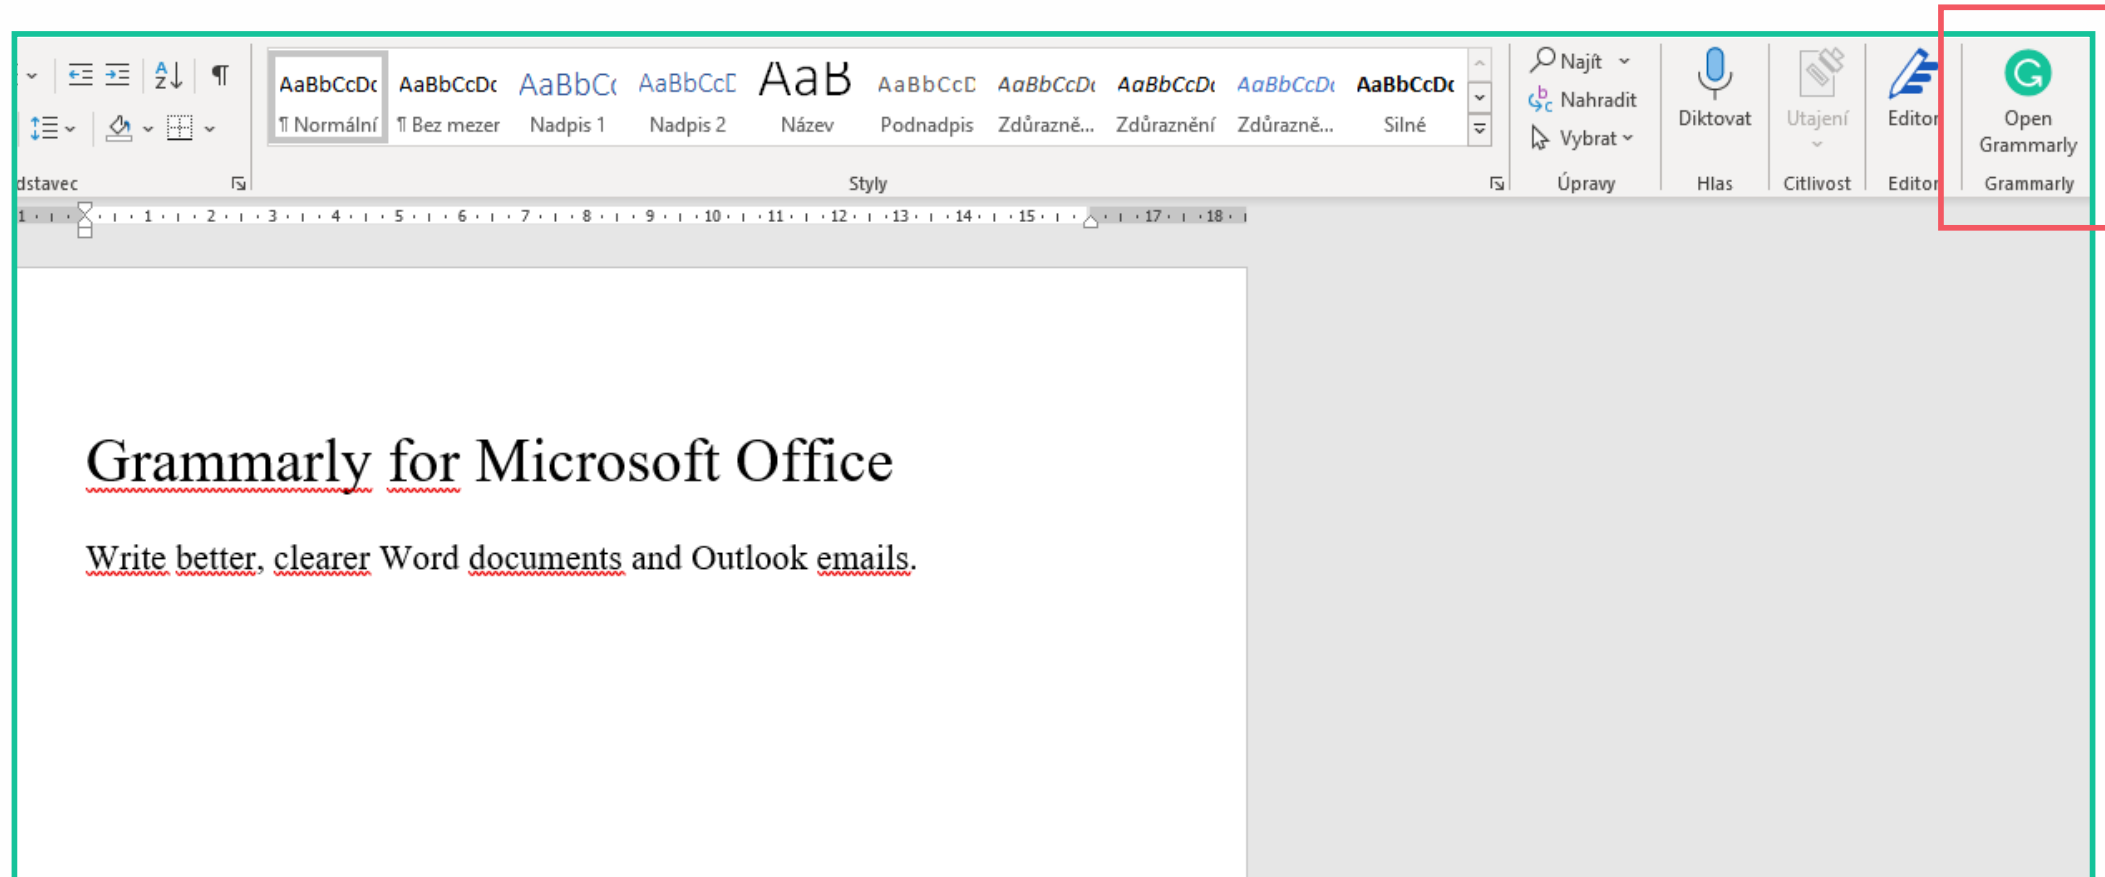 AaBbCcDc AaBbCcDc AaBbCc AaBbCcD AaB AaBbCcD AaBbCcDc AaBbCcDc AaBbCcDc AaBbCcDc
¶ Normální ¶ Bez mezer Nadpis 1 Nadpis 2 Název Podnadpis Zdůrazně... Zdůraznění Zdůrazně... Silné
Najít
Nahradit
Vybrat
Diktovat
Utajení
Editor
Open
Grammarly
dstavec Styly Úpravy Hlas Citlivost Editor Grammarly
1 1 2 3 4 5 6 7 8 9 10 11 12 13 14 15 17 18
Grammarly for Microsoft Office
Write better, clearer Word documents and Outlook emails.